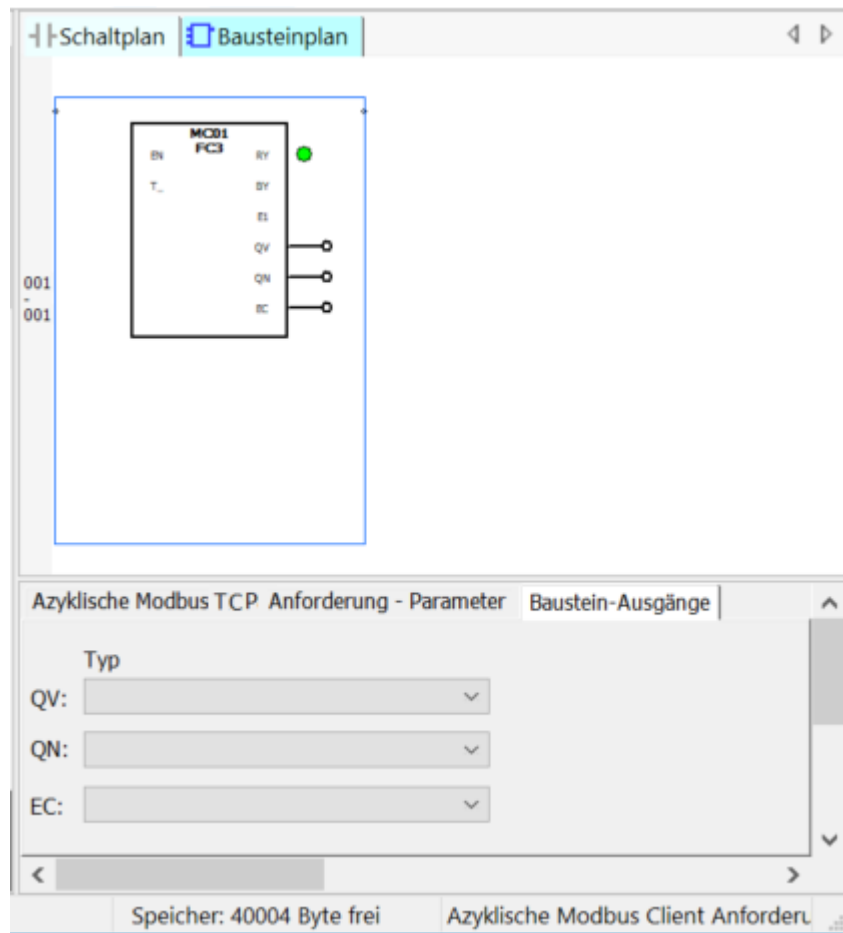 Schaltplan Bausteinplan
MC01
FC3
EN RY
T_ BY
E1
QV
QN
EC
001
-
001
Azyklische Modbus TCP Anforderung - Parameter Baustein-Ausgänge
Typ
QV:
QN:
EC:
Speicher: 40004 Byte frei Azyklische Modbus Client Anforderu